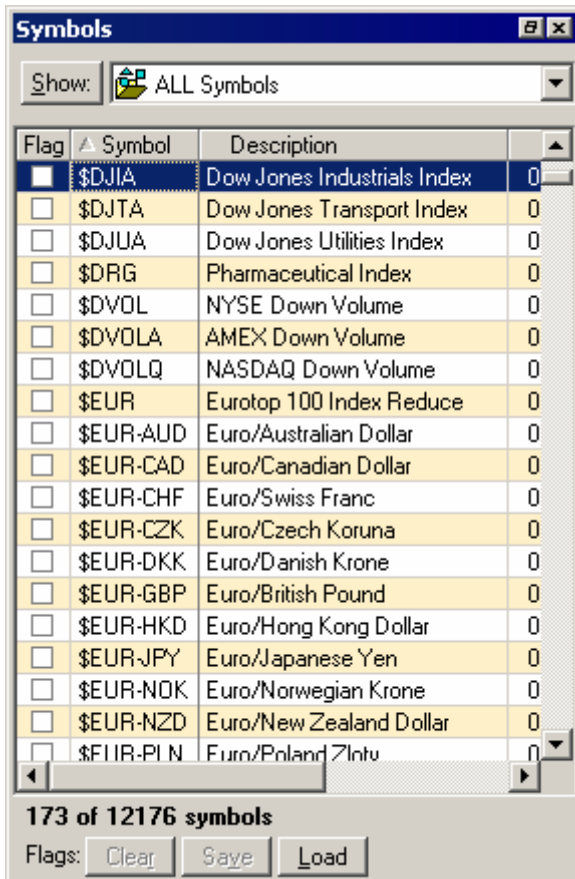 Symbols
Show: ALL Symbols
Flag Symbol Description
$DJIA Dow Jones Industrials Index 0
$DJTA Dow Jones Transport Index 0
$DJUA Dow Jones Utilities Index 0
$DRG Pharmaceutical Index 0
$DVOL NYSE Down Volume 0
$DVOLA AMEX Down Volume 0
$DVOLQ NASDAQ Down Volume 0
$EUR Eurotop 100 Index Reduce 0
$EUR-AUD Euro/Australian Dollar 0
$EUR-CAD Euro/Canadian Dollar 0
$EUR-CHF Euro/Swiss Franc 0
$EUR-CZK Euro/Czech Koruna 0
$EUR-DKK Euro/Danish Krone 0
$EUR-GBP Euro/British Pound 0
$EUR-HKD Euro/Hong Kong Dollar 0
$EUR-JPY Euro/Japanese Yen 0
$EUR-NOK Euro/Norwegian Krone 0
$EUR-NZD Euro/New Zealand Dollar 0
$EUR-PLN Euro/Poland Zloty 0
173 of 12176 symbols
Flags: Clear Save Load